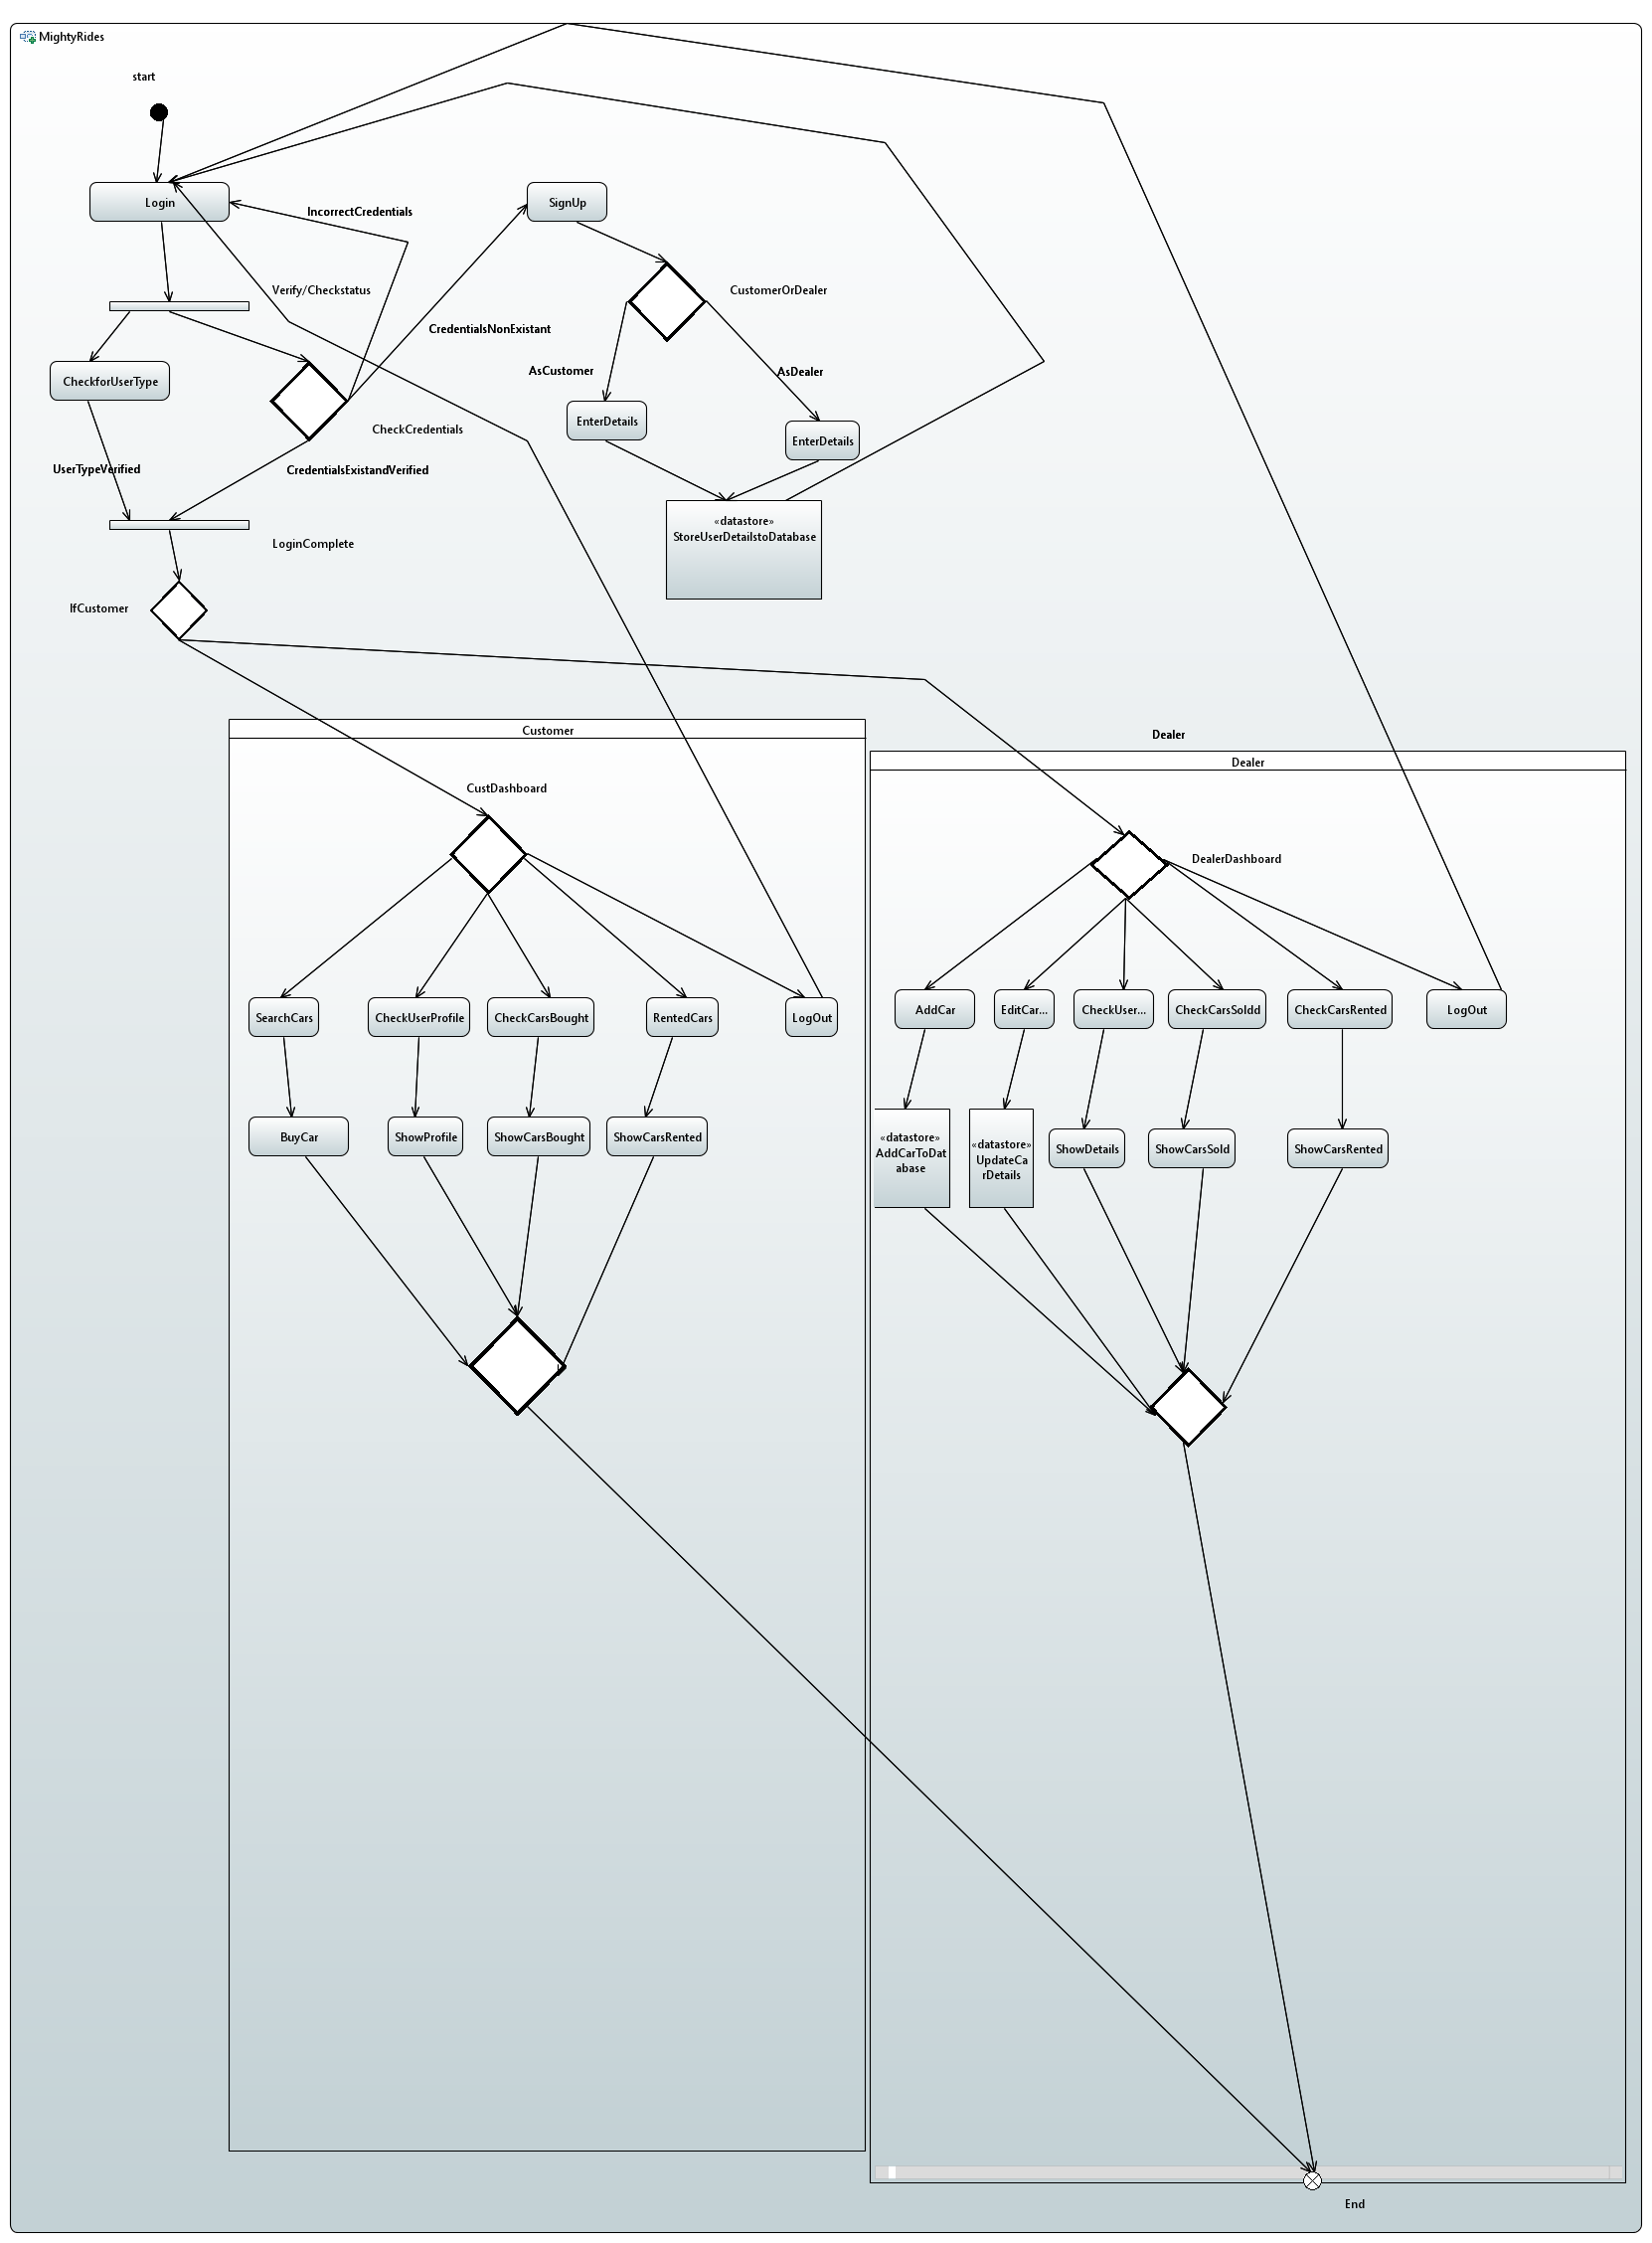 MightyRides
start
Login
SignUp
IncorrectCredentials
Verify/Checkstatus
CustomerOrDealer
CredentialsNonExistant
CheckforUserType
AsCustomer
AsDealer
EnterDetails
EnterDetails
CheckCredentials
UserTypeVerified
CredentialsExistandVerified
«datastore»
StoreUserDetailstoDatabase
LoginComplete
IfCustomer
Customer
Dealer
Dealer
CustDashboard
DealerDashboard
SearchCars
CheckUserProfile
CheckCarsBought
RentedCars
LogOut
AddCar
EditCar...
CheckUser...
CheckCarsSoldd
CheckCarsRented
LogOut
BuyCar
ShowProfile
ShowCarsBought
ShowCarsRented
«datastore»
AddCarToDat
abase
«datastore»
UpdateCa
rDetails
ShowDetails
ShowCarsSold
ShowCarsRented
End